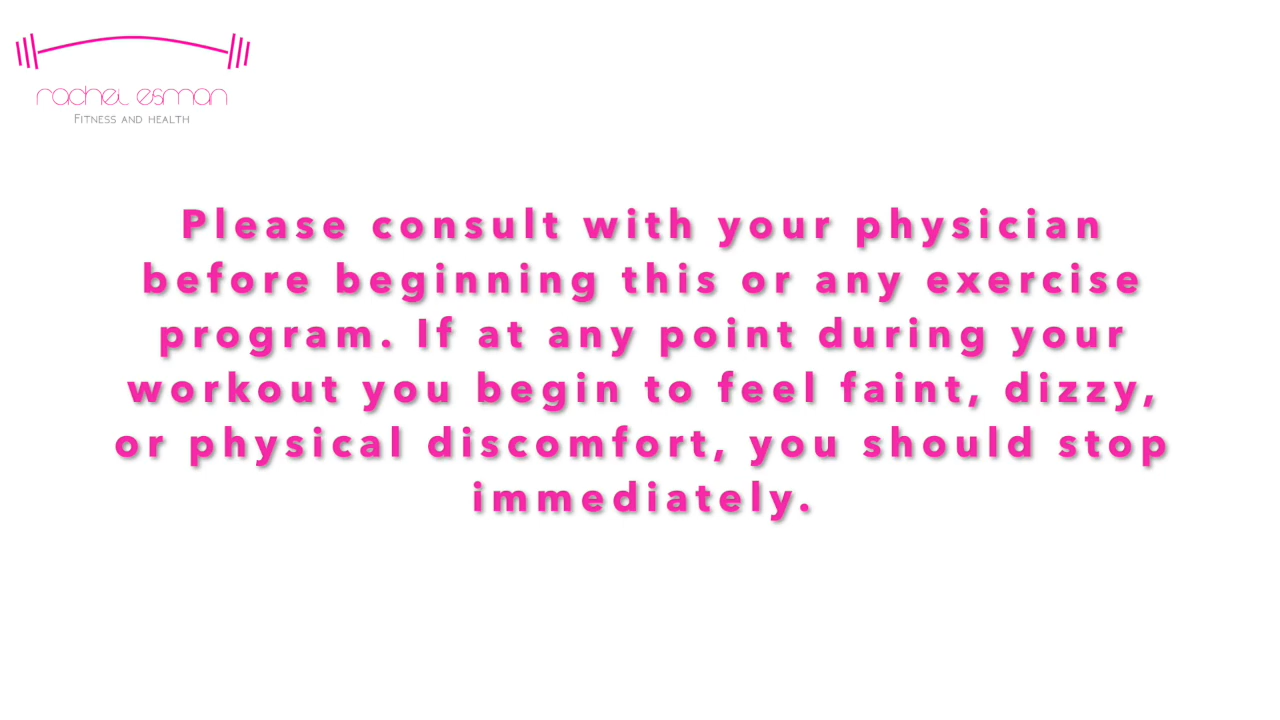 rachel esman
Fitness and health
Please consult with your physician
before beginning this or any exercise
program. If at any point during your
workout you begin to feel faint, dizzy,
or physical discomfort, you should stop
immediately.